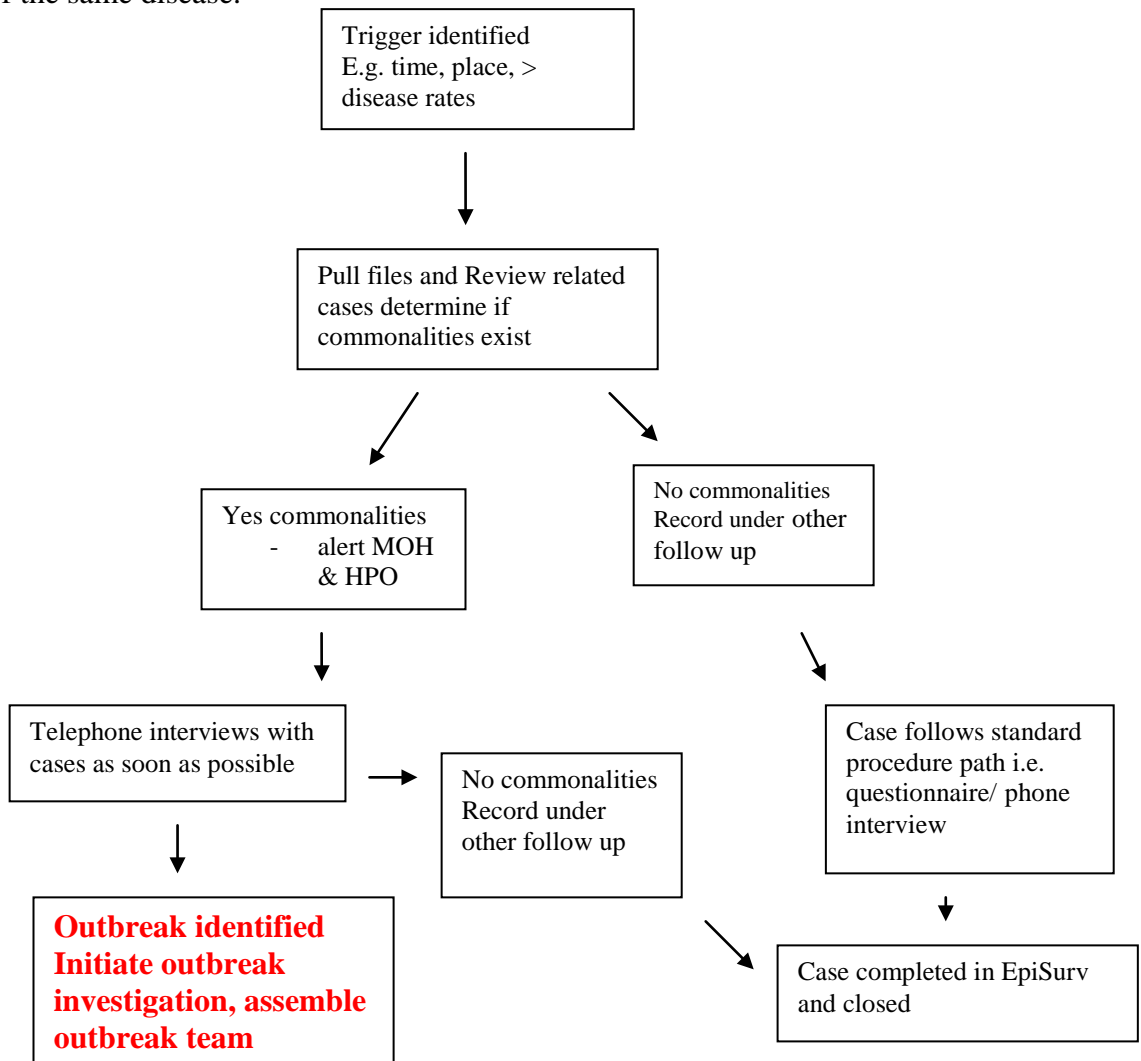 the same disease.
Trigger identified
E.g. time, place, >
disease rates
Pull files and Review related
cases determine if
commonalities exist
Yes commonalities
- alert MOH
& HPO
No commonalities
Record under other
follow up
Telephone interviews with
cases as soon as possible
No commonalities
Record under
other follow up
Case follows standard
procedure path i.e.
questionnaire/ phone
interview
Outbreak identified
Initiate outbreak
investigation, assemble
outbreak team
Case completed in EpiSurv
and closed